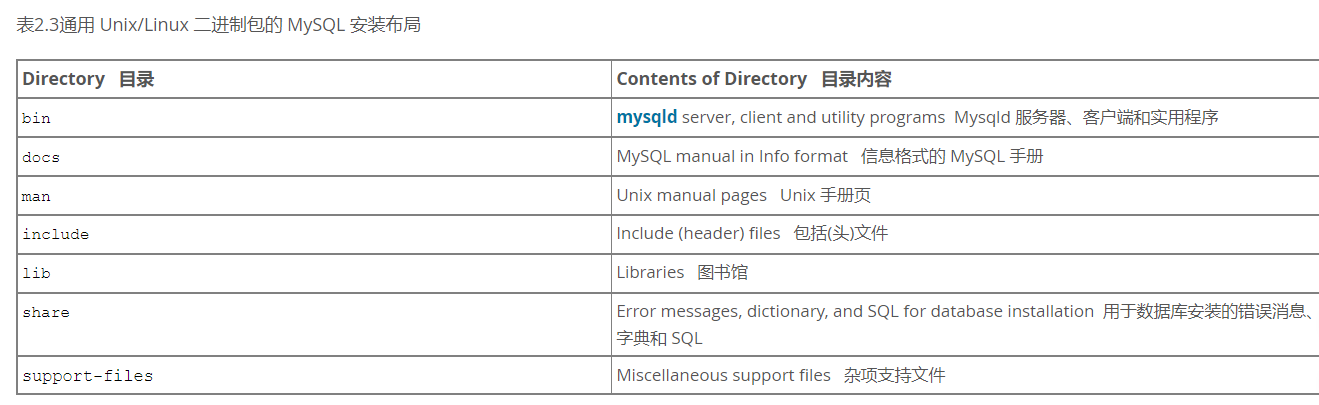 表2.3通用 Unix/Linux 二进制包的 MySQL 安装布局
Directory 目录 Contents of Directory 目录内容
bin mysqld server, client and utility programs Mysqld 服务器、客户端和实用程序
docs MySQL manual in Info format 信息格式的 MySQL 手册
man Unix manual pages Unix 手册页
include Include (header) files 包括(头)文件
lib Libraries 图书馆
share Error messages, dictionary, and SQL for database installation 用于数据库安装的错误消息、
字典和 SQL
support-files Miscellaneous support files 杂项支持文件